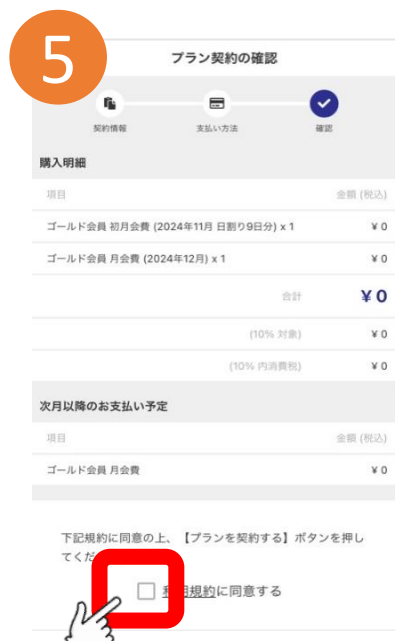 5
プラン契約の確認
契約情報 支払い方法 確認
購入明細
項目 金額 (税込)
ゴールド会員 初月会費 (2024年11月 日割り9日分) x 1 ¥ 0
ゴールド会員 月会費 (2024年12月) x 1 ¥ 0
合計 ¥ 0
(10% 対象) ¥ 0
(10% 内消費税) ¥ 0
次月以降のお支払い予定
項目 金額 (税込)
ゴールド会員 月会費 ¥ 0
下記規約に同意の上、【プランを契約する】ボタンを押し
てくだ
用規約に同意する